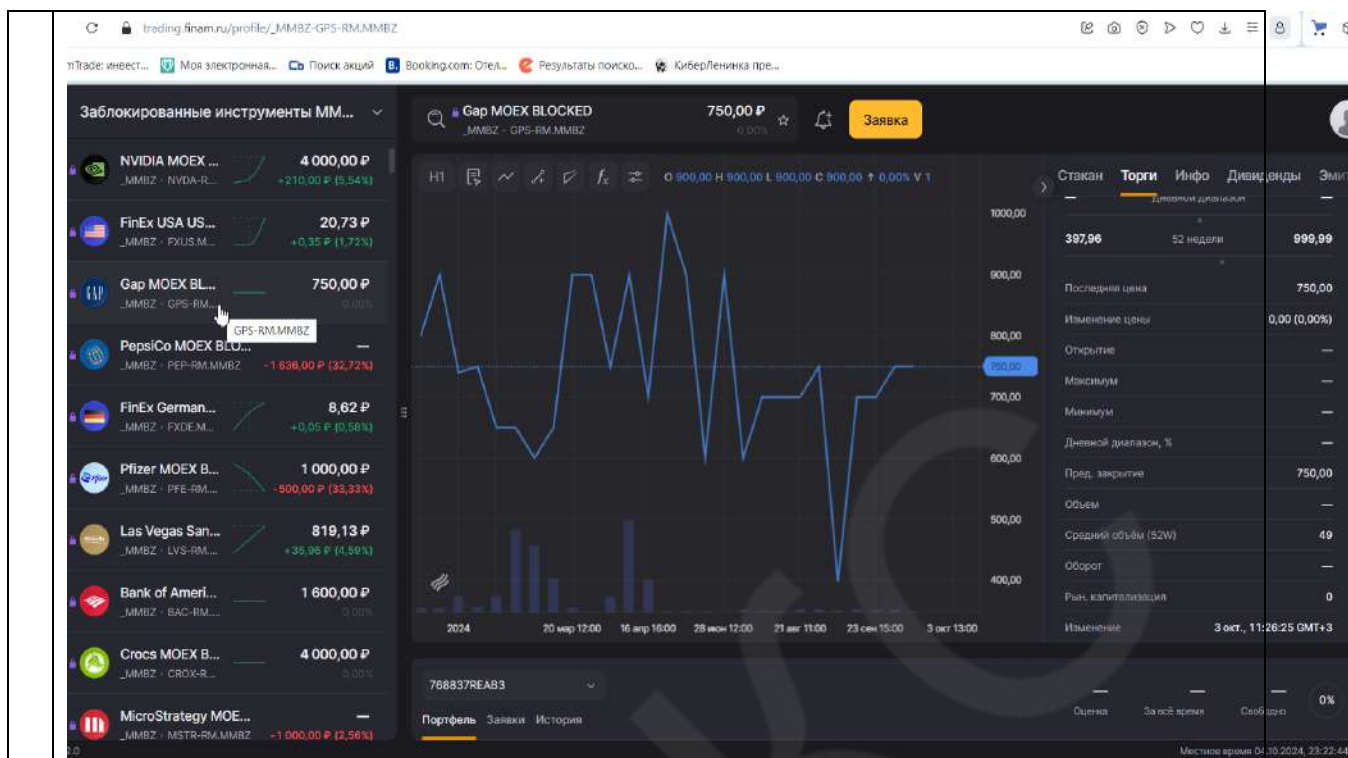 trading.finam.ru/profile/_MMBZ-GPS-RM.MMBZ
nTrade: инвест... Моя электронная... Поиск акций Booking.com: Отел... Результаты поиско... КиберЛенинка пре...
Заблокированные инструменты ММ...
Gap MOEX BLOCKED 750,00 ₽
_MMBZ - GPS-RM.MMBZ 0,00%
Заявка
NVIDIA MOEX ... 4 000,00 ₽
_MMBZ · NVDA-R... +210,00 ₽ (5,54%)
FinEx USA US... 20,73 ₽
_MMBZ · FXUS.M... +0,35 ₽ (1,72%)
Gap MOEX BL... 750,00 ₽
_MMBZ · GPS-RM... 0,00%
GPS-RM.MMBZ
PepsiCo MOEX BLO... —
_MMBZ · PEP-RM.MMBZ -1 636,00 ₽ (32,72%)
FinEx German... 8,62 ₽
_MMBZ · FXDE.M... +0,05 ₽ (0,58%)
Pfizer MOEX B... 1 000,00 ₽
_MMBZ · PFE-RM.... -500,00 ₽ (33,33%)
Las Vegas San... 819,13 ₽
_MMBZ · LVS-RM.... +35,96 ₽ (4,59%)
Bank of Ameri... 1 600,00 ₽
_MMBZ · BAC-RM.... 0,00%
Crocs MOEX B... 4 000,00 ₽
_MMBZ · CROX-R... 0,00%
MicroStrategy MOE... —
_MMBZ · MSTR-RM.MMBZ -1 000,00 ₽ (2,56%)
2.0
H1 fx O 900,00 H 900,00 L 900,00 C 900,00 ↑ 0,00% V 1
1000,00
900,00
800,00
750,00
700,00
600,00
500,00
400,00
2024 20 мар 12:00 16 апр 16:00 28 июн 12:00 21 авг 11:00 23 сен 15:00 3 окт 13:00
Стакан Торги Инфо Дивиденды Эми
— Дневной диапазон —
397,96 52 недели 999,99
Последняя цена 750,00
Изменение цены 0,00 (0,00%)
Открытие —
Максимум —
Минимум —
Дневной диапазон, % —
Пред. закрытие 750,00
Объем —
Средний объём (52W) 49
Оборот —
Рын. капитализация 0
Изменение 3 окт., 11:26:25 GMT+3
768837REAB3
Портфель Заявки История
— — — 0%
Оценка За всё время Свободно
Местное время 04.10.2024, 23:22:44